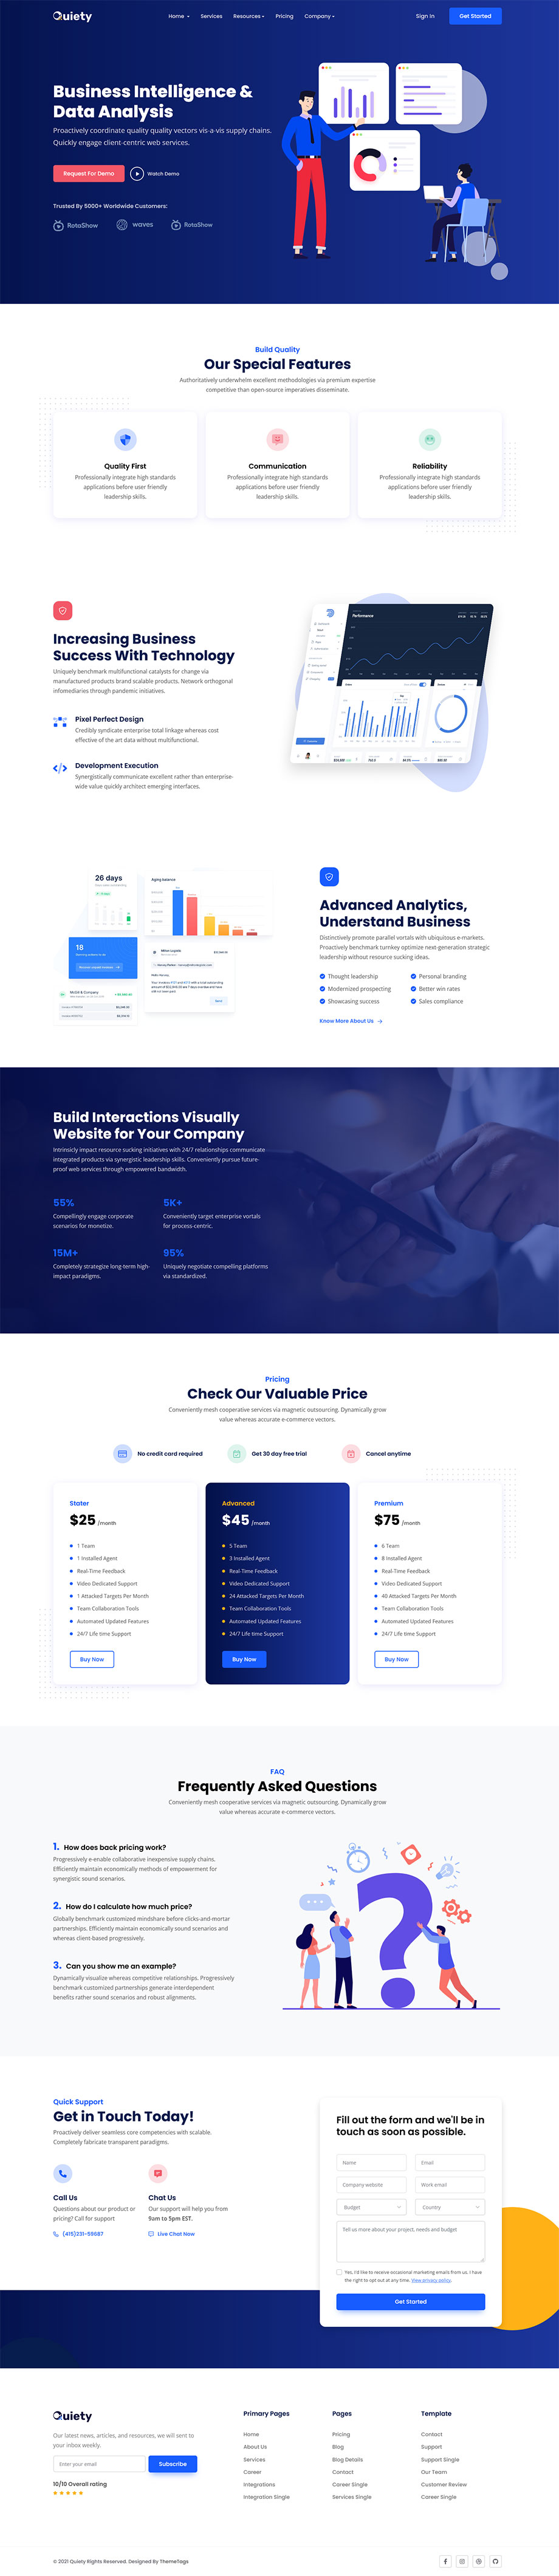 Quiety
Home Services Resources Pricing Company Sign In Get Started
Business Intelligence &
Data Analysis
Proactively coordinate quality quality vectors vis-a-vis supply chains.
Quickly engage client-centric web services.
Request For Demo Watch Demo
Trusted By 5000+ Worldwide Customers:
RotaShow waves RotaShow
Build Quality
Our Special Features
Authoritatively underwhelm excellent methodologies via premium expertise
competitive than open-source imperatives disseminate.
Quality First
Professionally integrate high standards
applications before user friendly
leadership skills.
Communication
Professionally integrate high standards
applications before user friendly
leadership skills.
Reliability
Professionally integrate high standards
applications before user friendly
leadership skills.
Increasing Business
Success With Technology
Uniquely benchmark multifunctional catalysts for change via
manufactured products brand scalable products. Network orthogonal
infomediaries through pandemic initiatives.
Pixel Perfect Design
Credibly syndicate enterprise total linkage whereas cost
effective of the art data without multifunctional.
Development Execution
Synergistically communicate excellent rather than enterprise-
wide value quickly architect emerging interfaces.
Performance
26 days
Aging balance
18
Advanced Analytics,
Understand Business
Distinctively promote parallel vortals with ubiquitous e-markets.
Proactively benchmark turnkey optimize next-generation strategic
leadership without resource sucking ideas.
Thought leadership Personal branding
Modernized prospecting Better win rates
Showcasing success Sales compliance
Know More About Us
Build Interactions Visually
Website for Your Company
Intrinsicly impact resource sucking initiatives with 24/7 relationships communicate
integrated products via synergistic leadership skills. Conveniently pursue future-
proof web services through empowered bandwidth.
55%
Compellingly engage corporate
scenarios for monetize.
5K+
Conveniently target enterprise vortals
for process-centric.
15M+
Completely strategize long-term high-
impact paradigms.
95%
Uniquely negotiate compelling platforms
via standardized.
Pricing
Check Our Valuable Price
Conveniently mesh cooperative services via magnetic outsourcing. Dynamically grow
value whereas accurate e-commerce vectors.
No credit card required Get 30 day free trial Cancel anytime
Stater
$25 /month
1 Team
1 Installed Agent
Real-Time Feedback
Video Dedicated Support
1 Attacked Targets Per Month
Team Collaboration Tools
Automated Updated Features
24/7 Life time Support
Buy Now
Advanced
$45 /month
5 Team
3 Installed Agent
Real-Time Feedback
Video Dedicated Support
24 Attacked Targets Per Month
Team Collaboration Tools
Automated Updated Features
24/7 Life time Support
Buy Now
Premium
$75 /month
6 Team
8 Installed Agent
Real-Time Feedback
Video Dedicated Support
40 Attacked Targets Per Month
Team Collaboration Tools
Automated Updated Features
24/7 Life time Support
Buy Now
FAQ
Frequently Asked Questions
Conveniently mesh cooperative services via magnetic outsourcing. Dynamically grow
value whereas accurate e-commerce vectors.
1. How does back pricing work?
Progressively e-enable collaborative inexpensive supply chains.
Efficiently maintain economically methods of empowerment for
synergistic sound scenarios.
2. How do I calculate how much price?
Globally benchmark customized mindshare before clicks-and-mortar
partnerships. Efficiently maintain economically sound scenarios and
whereas client-based progressively.
3. Can you show me an example?
Dynamically visualize whereas competitive relationships. Progressively
benchmark customized partnerships generate interdependent
benefits rather sound scenarios and robust alignments.
?
Quick Support
Get in Touch Today!
Proactively deliver seamless core competencies with scalable.
Completely fabricate transparent paradigms.
Call Us
Questions about our product or
pricing? Call for support
(415)231-59587
Chat Us
Our support will help you from
9am to 5pm EST.
Live Chat Now
Fill out the form and we'll be in
touch as soon as possible.
Name Email
Company website Work email
Budget Country
Tell us more about your project, needs and budget
Yes, I'd like to receive occasional marketing emails from us. I have
the right to opt out at any time. View privacy policy.
Get Started
Quiety
Our latest news, articles, and resources, we will sent to
your inbox weekly.
Enter your email Subscribe
10/10 Overall rating
Primary Pages
Home
About Us
Services
Career
Integrations
Integration Single
Pages
Pricing
Blog
Blog Details
Contact
Career Single
Services Single
Template
Contact
Support
Support Single
Our Team
Customer Review
Career Single
© 2021 Quiety Rights Reserved. Designed By ThemeTags